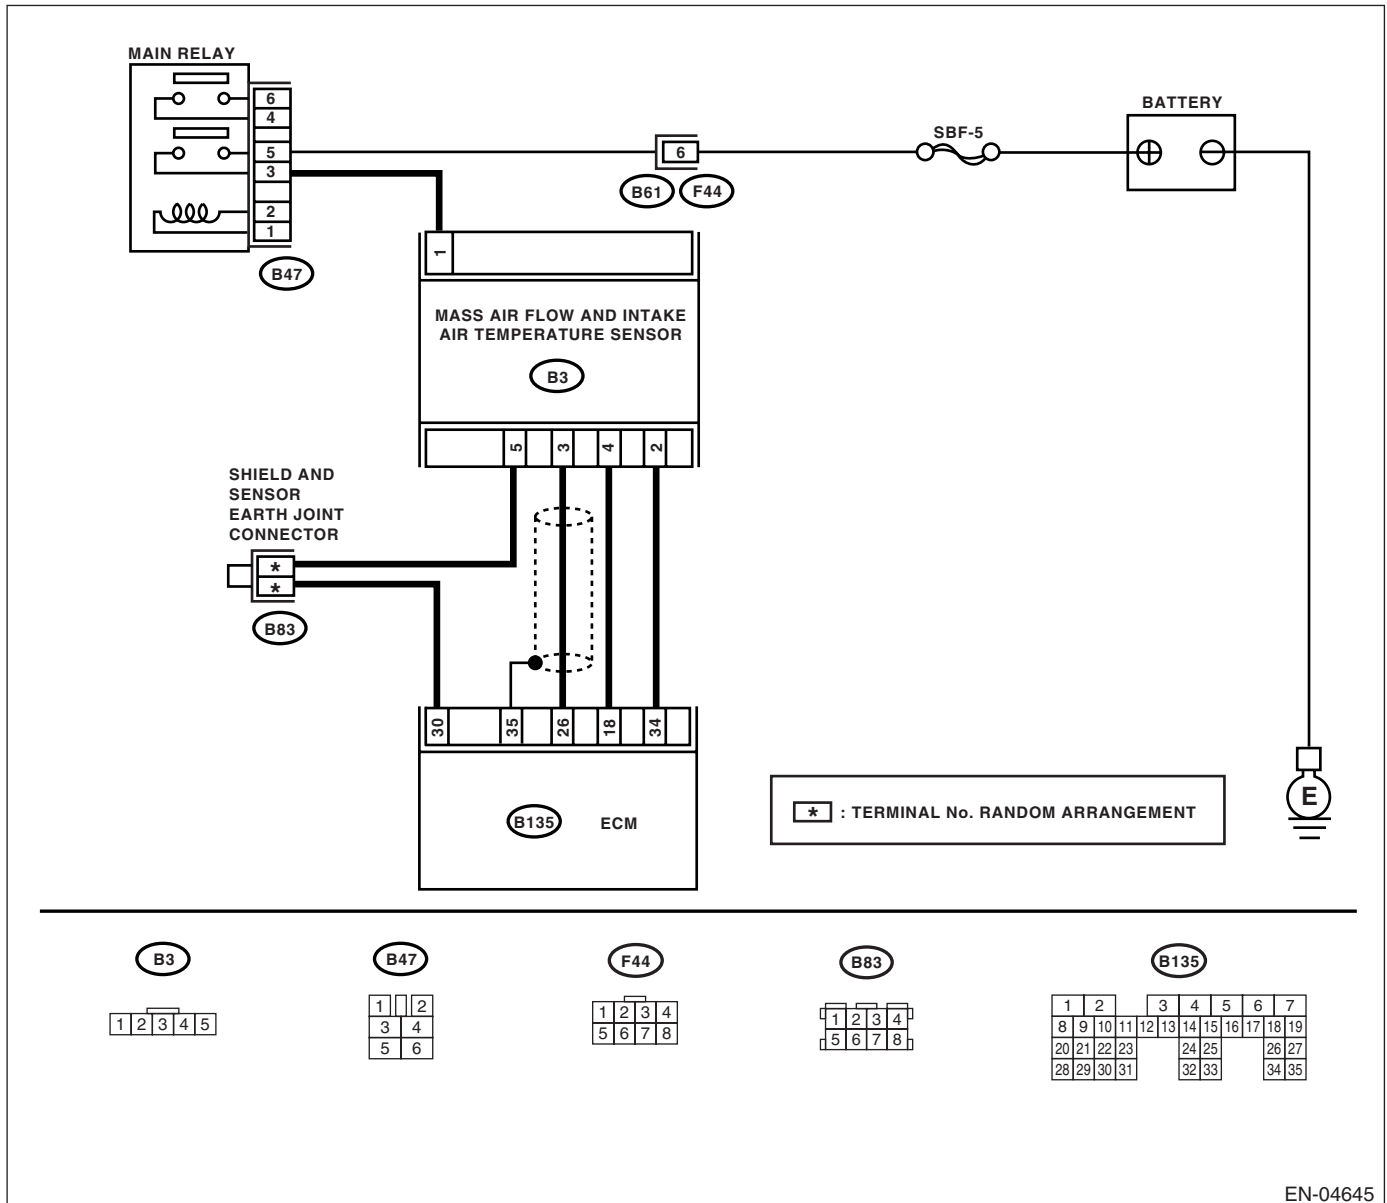 MAIN RELAY
6
4
5
3
2
1
B47
6
B61 F44
SBF-5
BATTERY
1
MASS AIR FLOW AND INTAKE
AIR TEMPERATURE SENSOR
B3
5 3 4 2
SHIELD AND
SENSOR
EARTH JOINT
CONNECTOR
*
*
B83
30 35 26 18 34
B135 ECM
* : TERMINAL No. RANDOM ARRANGEMENT
E
B3
1 2 3 4 5
B47
1 2
3 4
5 6
F44
1 2 3 4
5 6 7 8
B83
1 2 3 4
5 6 7 8
B135
1 2 3 4 5 6 7
8 9 10 11 12 13 14 15 16 17 18 19
20 21 22 23 24 25 26 27
28 29 30 31 32 33 34 35
EN-04645